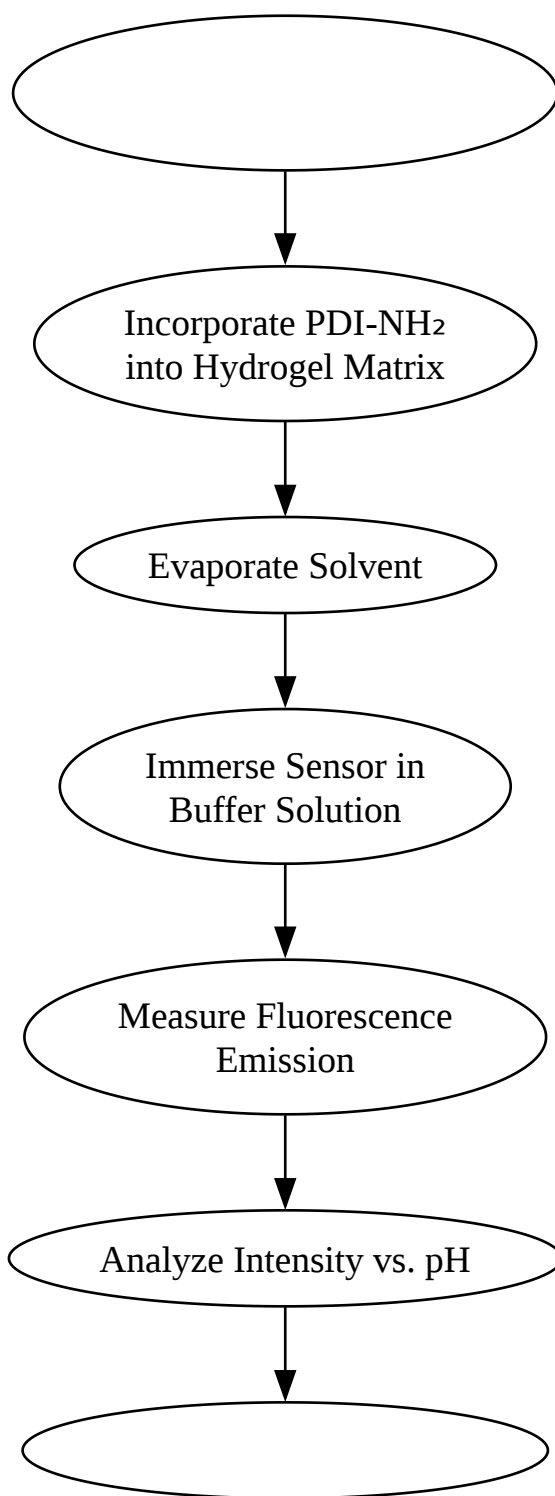 Incorporate PDI-NH₂
into Hydrogel Matrix
Evaporate Solvent
Immerse Sensor in
Buffer Solution
Measure Fluorescence
Emission
Analyze Intensity vs. pH